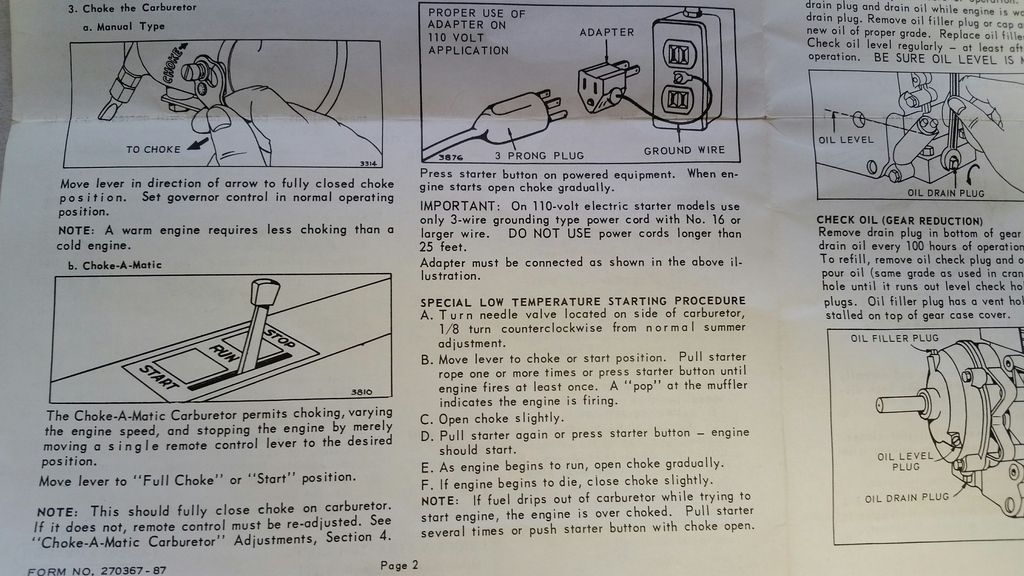 3. Choke the Carburetor
a. Manual Type
CHOKE
TO CHOKE
3314
Move lever in direction of arrow to fully closed choke
position. Set governor control in normal operating
position.
NOTE: A warm engine requires less choking than a
cold engine.
b. Choke-A-Matic
START
RUN
STOP
3810
The Choke-A-Matic Carburetor permits choking, varying
the engine speed, and stopping the engine by merely
moving a single remote control lever to the desired
position.
Move lever to "Full Choke" or "Start" position.
NOTE: This should fully close choke on carburetor.
If it does not, remote control must be re-adjusted. See
"Choke-A-Matic Carburetor" Adjustments, Section 4.
FORM NO. 270367-87
Page 2
PROPER USE OF
ADAPTER ON
110 VOLT
APPLICATION
ADAPTER
3876
3 PRONG PLUG
GROUND WIRE
Press starter button on powered equipment. When en-
gine starts open choke gradually.
IMPORTANT: On 110-volt electric starter models use
only 3-wire grounding type power cord with No. 16 or
larger wire. DO NOT USE power cords longer than
25 feet.
Adapter must be connected as shown in the above il-
lustration.
SPECIAL LOW TEMPERATURE STARTING PROCEDURE
A. Turn needle valve located on side of carburetor,
1/8 turn counterclockwise from normal summer
adjustment.
B. Move lever to choke or start position. Pull starter
rope one or more times or press starter button until
engine fires at least once. A "pop" at the muffler
indicates the engine is firing.
C. Open choke slightly.
D. Pull starter again or press starter button – engine
should start.
E. As engine begins to run, open choke gradually.
F. If engine begins to die, close choke slightly.
NOTE: If fuel drips out of carburetor while trying to
start engine, the engine is over choked. Pull starter
several times or push starter button with choke open.
drain plug and drain oil while engine is
drain plug. Remove oil filler plug or cap
new oil of proper grade. Replace oil
Check oil level regularly – at least
operation. BE SURE OIL LEVEL IS
OIL LEVEL
OIL DRAIN PLUG
CHECK OIL (GEAR REDUCTION)
Remove drain plug in bottom of gear
drain oil every 100 hours of operation
To refill, remove oil check plug and
pour oil (same grade as used in
hole until it runs out level check
plugs. Oil filler plug has a vent
stalled on top of gear case cover.
OIL FILLER PLUG
OIL LEVEL
PLUG
OIL DRAIN PLUG